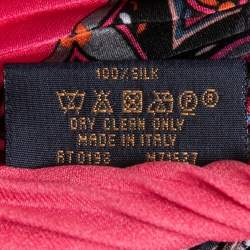 100% SILK
P
DRY CLEAN ONLY
MADE IN ITALY
RT0198 M71537